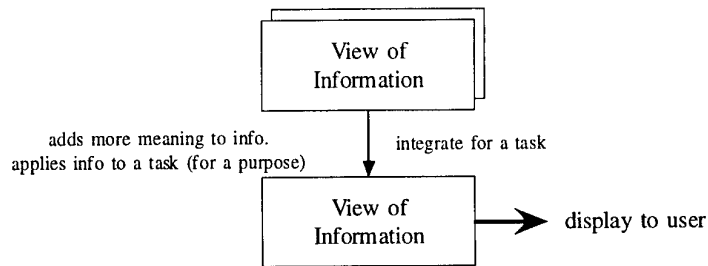 View of
Information
adds more meaning to info.
applies info to a task (for a purpose)
integrate for a task
View of
Information
display to user